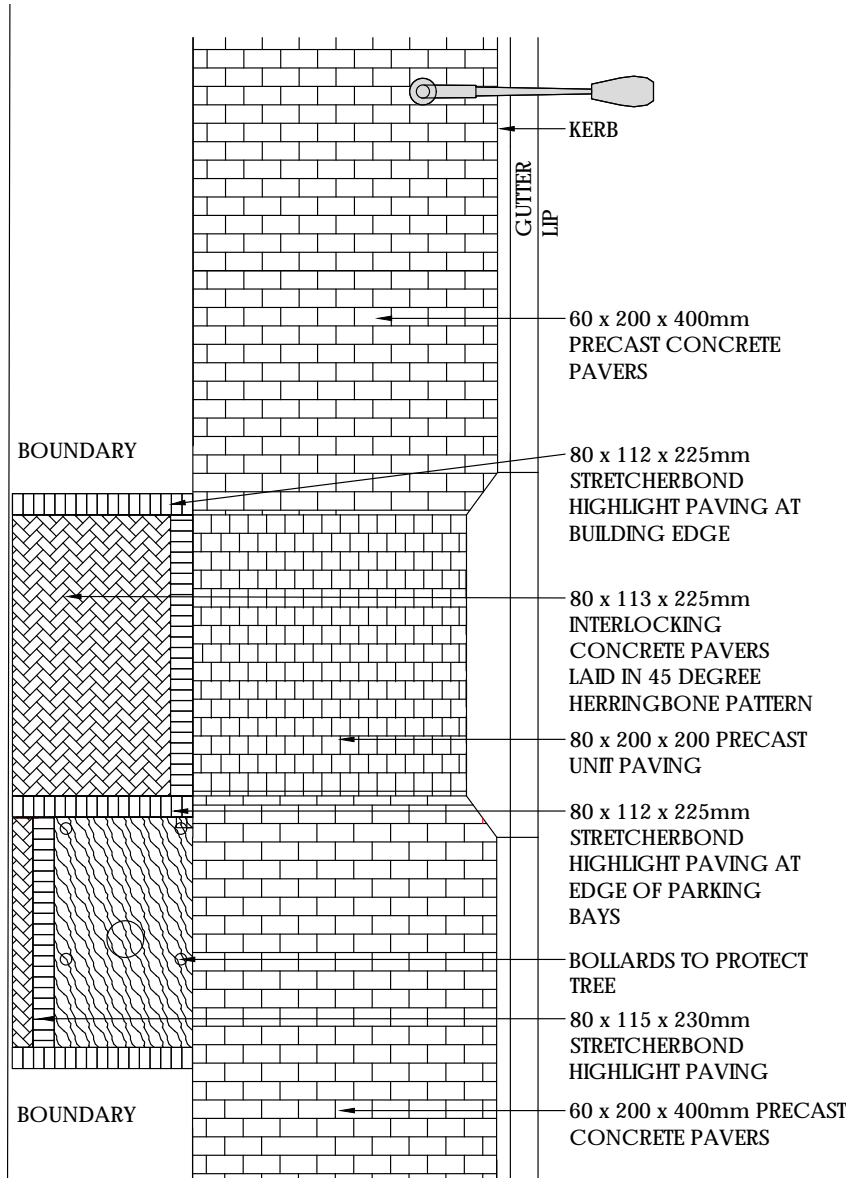 KERB
GUTTER
LIP
60 x 200 x 400mm
PRECAST CONCRETE
PAVERS
BOUNDARY
80 x 112 x 225mm
STRETCHERBOND
HIGHLIGHT PAVING AT
BUILDING EDGE
80 x 113 x 225mm
INTERLOCKING
CONCRETE PAVERS
LAID IN 45 DEGREE
HERRINGBONE PATTERN
80 x 200 x 200 PRECAST
UNIT PAVING
80 x 112 x 225mm
STRETCHERBOND
HIGHLIGHT PAVING AT
EDGE OF PARKING
BAYS
BOLLARDS TO PROTECT
TREE
80 x 115 x 230mm
STRETCHERBOND
HIGHLIGHT PAVING
BOUNDARY
60 x 200 x 400mm PRECAST
CONCRETE PAVERS